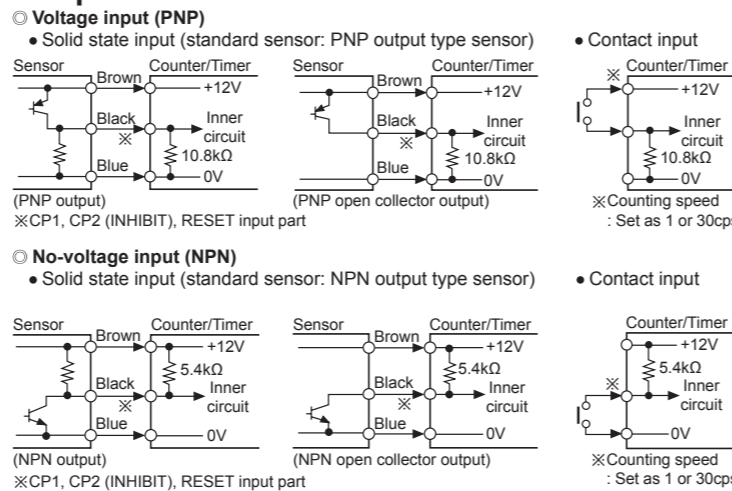 ◎ Voltage input (PNP)
● Solid state input (standard sensor: PNP output type sensor)
● Contact input
Sensor
Brown
Counter/Timer
+12V
Black
※
Inner
circuit
10.8kΩ
Blue
0V
(PNP output)
Sensor
Brown
Counter/Timer
+12V
Black
※
Inner
circuit
10.8kΩ
Blue
0V
(PNP open collector output)
※
Counter/Timer
+12V
Inner
circuit
10.8kΩ
0V
※Counting speed
: Set as 1 or 30cps
※CP1, CP2 (INHIBIT), RESET input part
◎ No-voltage input (NPN)
● Solid state input (standard sensor: NPN output type sensor)
● Contact input
Sensor
Brown
Counter/Timer
+12V
5.4kΩ
Black
※
Inner
circuit
Blue
0V
(NPN output)
Sensor
Brown
Counter/Timer
+12V
5.4kΩ
Black
※
Inner
circuit
Blue
0V
(NPN open collector output)
Counter/Timer
+12V
5.4kΩ
※
Inner
circuit
0V
※Counting speed
: Set as 1 or 30cps
※CP1, CP2 (INHIBIT), RESET input part